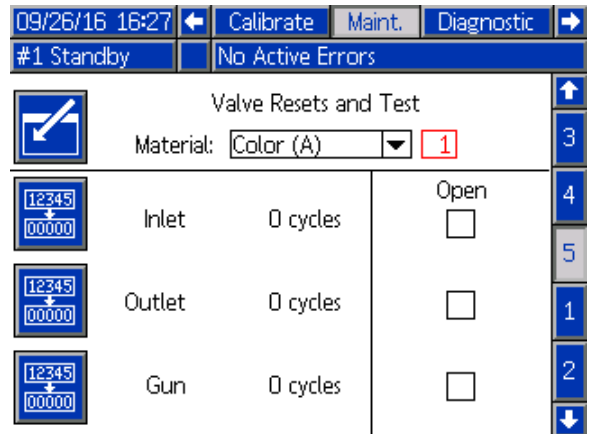 09/26/16 16:27 Calibrate Maint. Diagnostic
#1 Standby No Active Errors
Valve Resets and Test
Material: Color (A) 1
3
Open
12345
00000
Inlet 0 cycles
4
5
12345
00000
Outlet 0 cycles
1
12345
00000
Gun 0 cycles
2